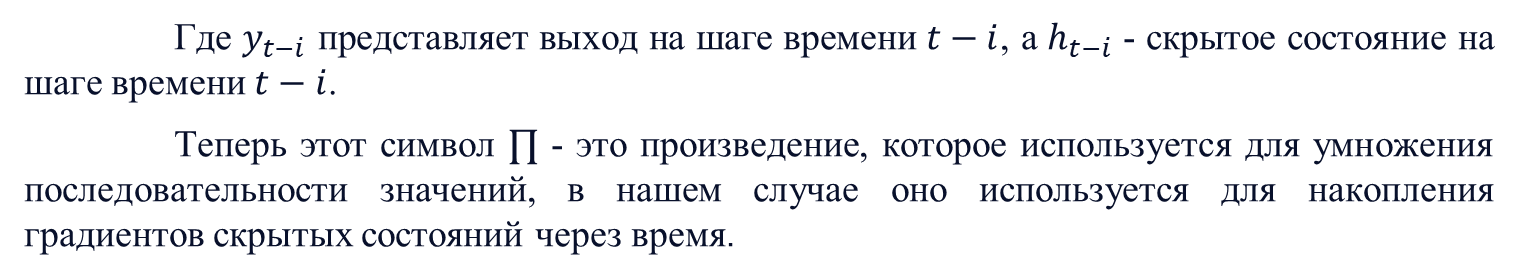 Где y_{t−i} представляет выход на шаге времени t − i, а h_{t−i} - скрытое состояние на
шаге времени t − i.
Теперь этот символ ∏ - это произведение, которое используется для умножения
последовательности значений, в нашем случае оно используется для накопления
градиентов скрытых состояний через время.